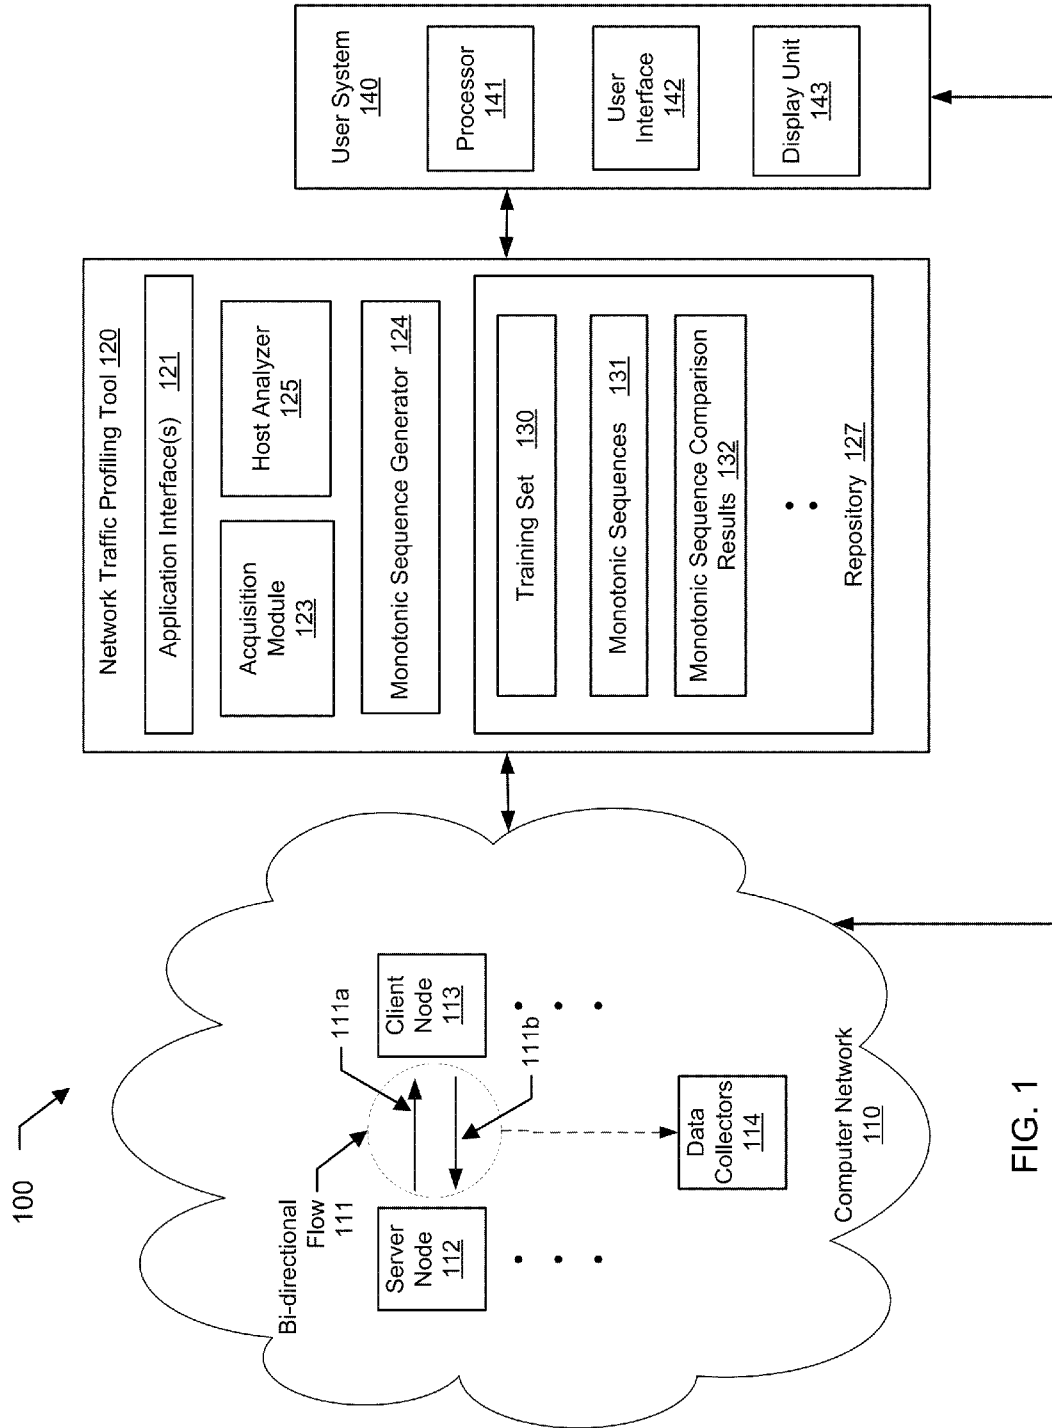 100
Bi-directional
Flow
111
111a
111b
Server
Node
112
Client
Node
113
Data
Collectors
114
Computer Network
110
Network Traffic Profiling Tool 120
Application Interface(s) 121
Acquisition
Module
123
Host Analyzer
125
Monotonic Sequence Generator 124
Training Set 130
Monotonic Sequences 131
Monotonic Sequence Comparison
Results 132
Repository 127
User System
140
Processor
141
User
Interface
142
Display Unit
143
FIG. 1